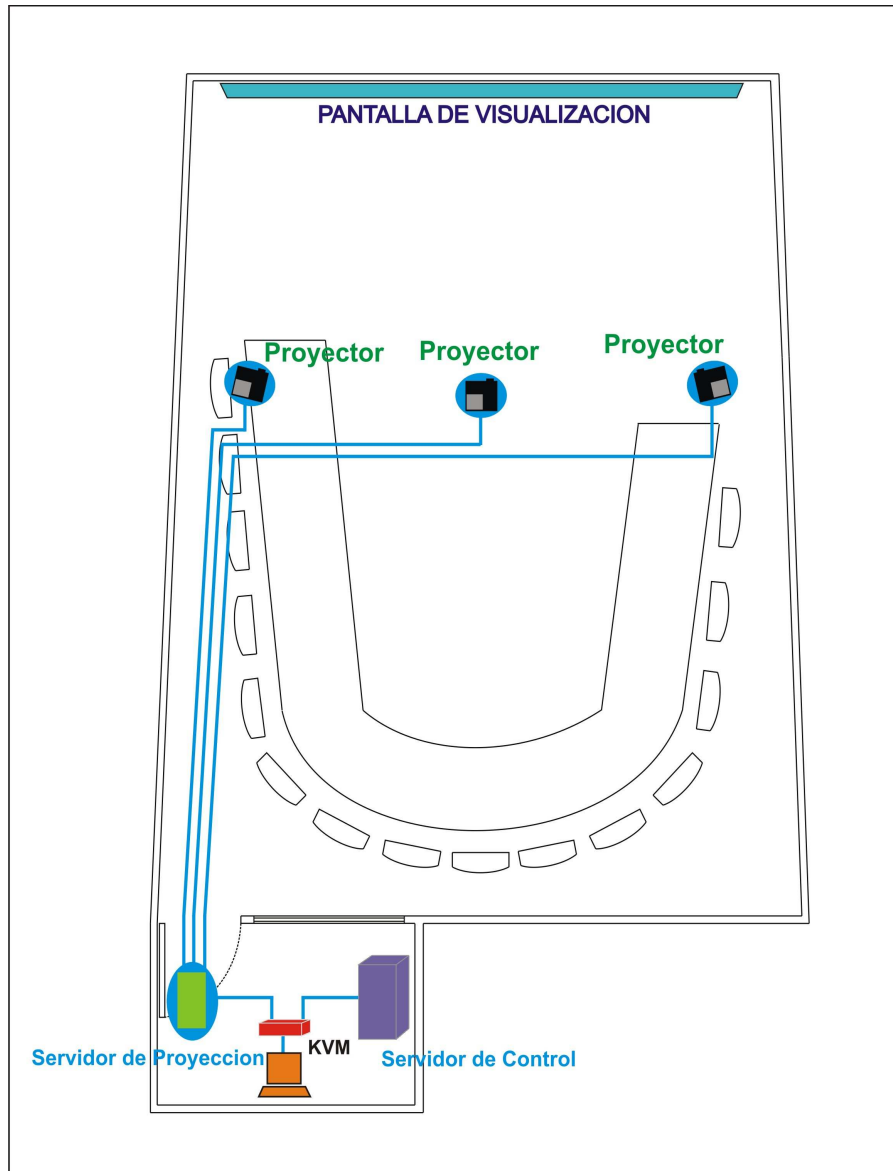 PANTALLA DE VISUALIZACION
Proyector
Proyector
Proyector
KVM
Servidor de Proyeccion
Servidor de Control